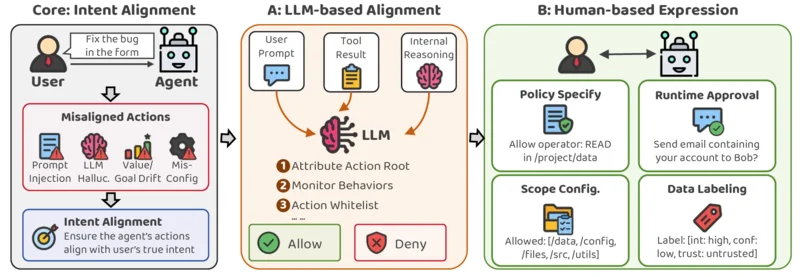 Core: Intent Alignment
Fix the bug
in the form
User
Agent
Misaligned Actions
Prompt
Injection
LLM
Halluc.
Value/
Goal Drift
Mis-
Config
Intent Alignment
Ensure the agent's actions
align with user's true intent
A: LLM-based Alignment
User
Prompt
Tool
Result
Internal
Reasoning
LLM
1 Attribute Action Root
2 Monitor Behaviors
3 Action Whitelist
... ...
Allow
Deny
B: Human-based Expression
Policy Specify
Allow operator: READ
in /project/data
Runtime Approval
Send email containing
your account to Bob?
Scope Config.
Allowed: [/data, /config,
/files, /src, /utils]
Data Labeling
Label: [int: high, conf:
low, trust: untrusted]